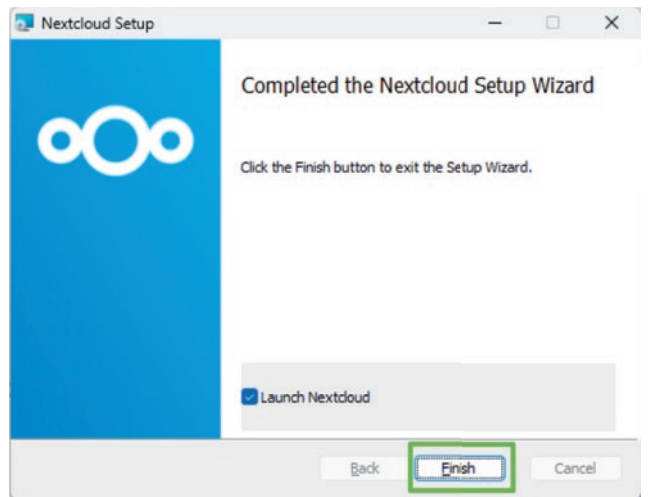 Nextcloud Setup
Completed the Nextcloud Setup Wizard
Click the Finish button to exit the Setup Wizard.
Launch Nextcloud
Back Finish Cancel